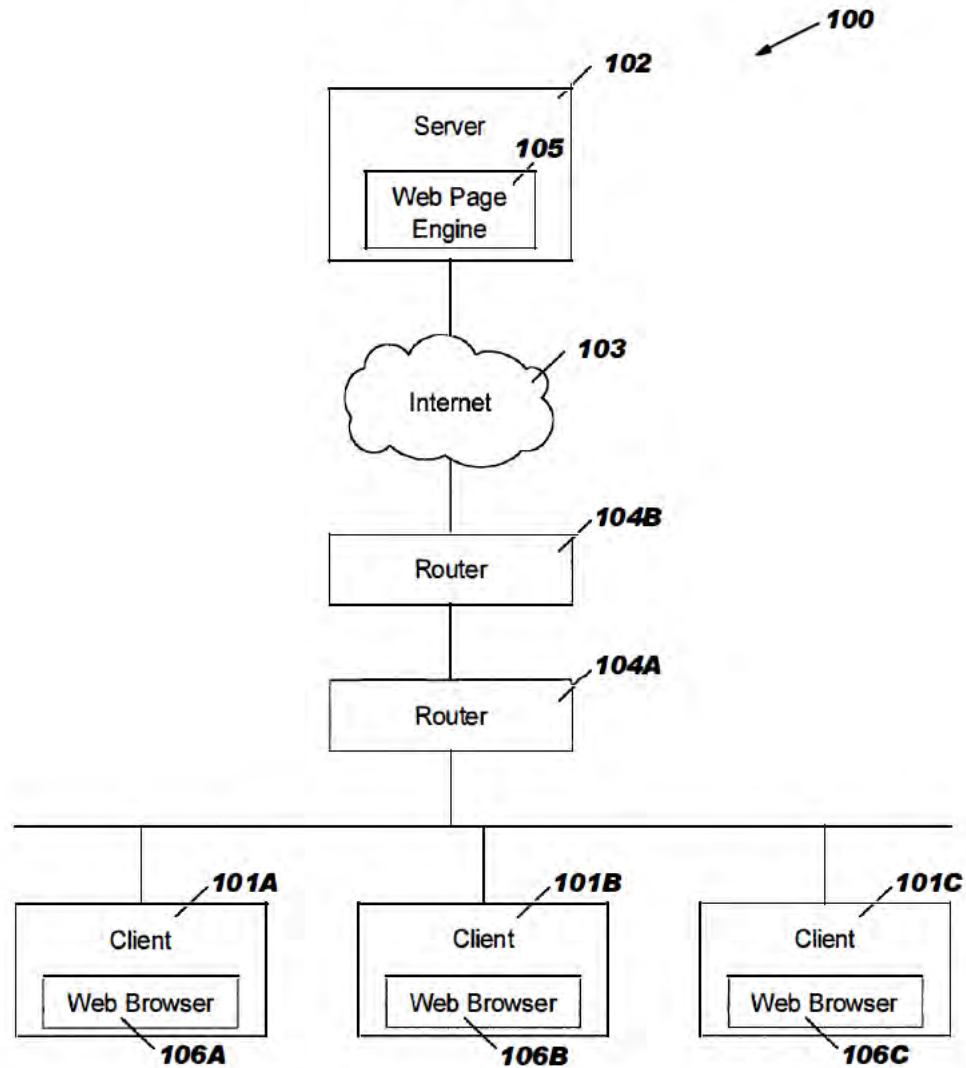 100
102
Server
105
Web Page
Engine
103
Internet
104B
Router
104A
Router
101A
101B
101C
Client
Client
Client
Web Browser
Web Browser
Web Browser
106A
106B
106C